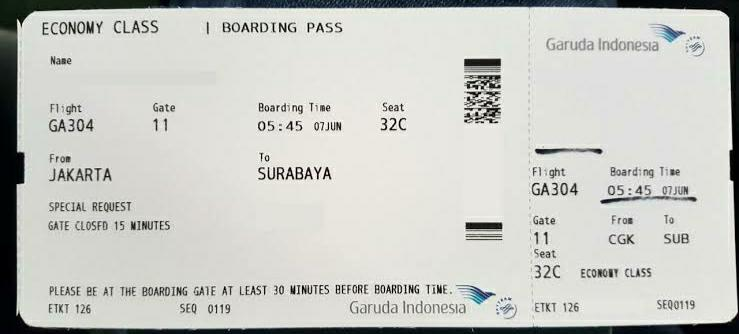 ECONOMY CLASS | BOARDING PASS
Name
Flight Gate Boarding Time Seat
GA304 11 05:45 07JUN 32C
From To
JAKARTA SURABAYA
SPECIAL REQUEST
GATE CLOSED 15 MINUTES
PLEASE BE AT THE BOARDING GATE AT LEAST 30 MINUTES BEFORE BOARDING TIME.
ETKT 126 SEQ 0119 Garuda Indonesia
Garuda Indonesia
Flight Boarding Time
GA304 05:45 07JUN
Gate From To
11 CGK SUB
Seat
32C ECONOMY CLASS
ETKT 126 SEQ0119